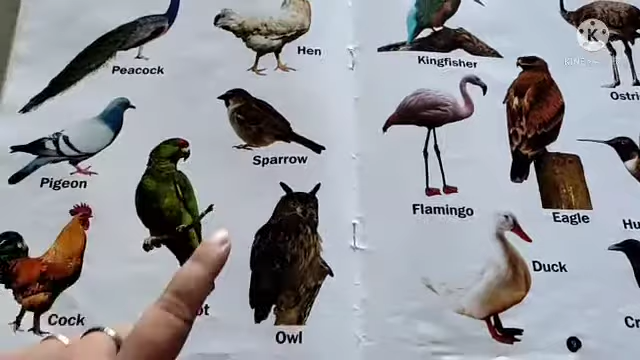 Peacock
Hen
Kingfisher
Pigeon
Sparrow
Flamingo
Eagle
Cock
Owl
Duck
K